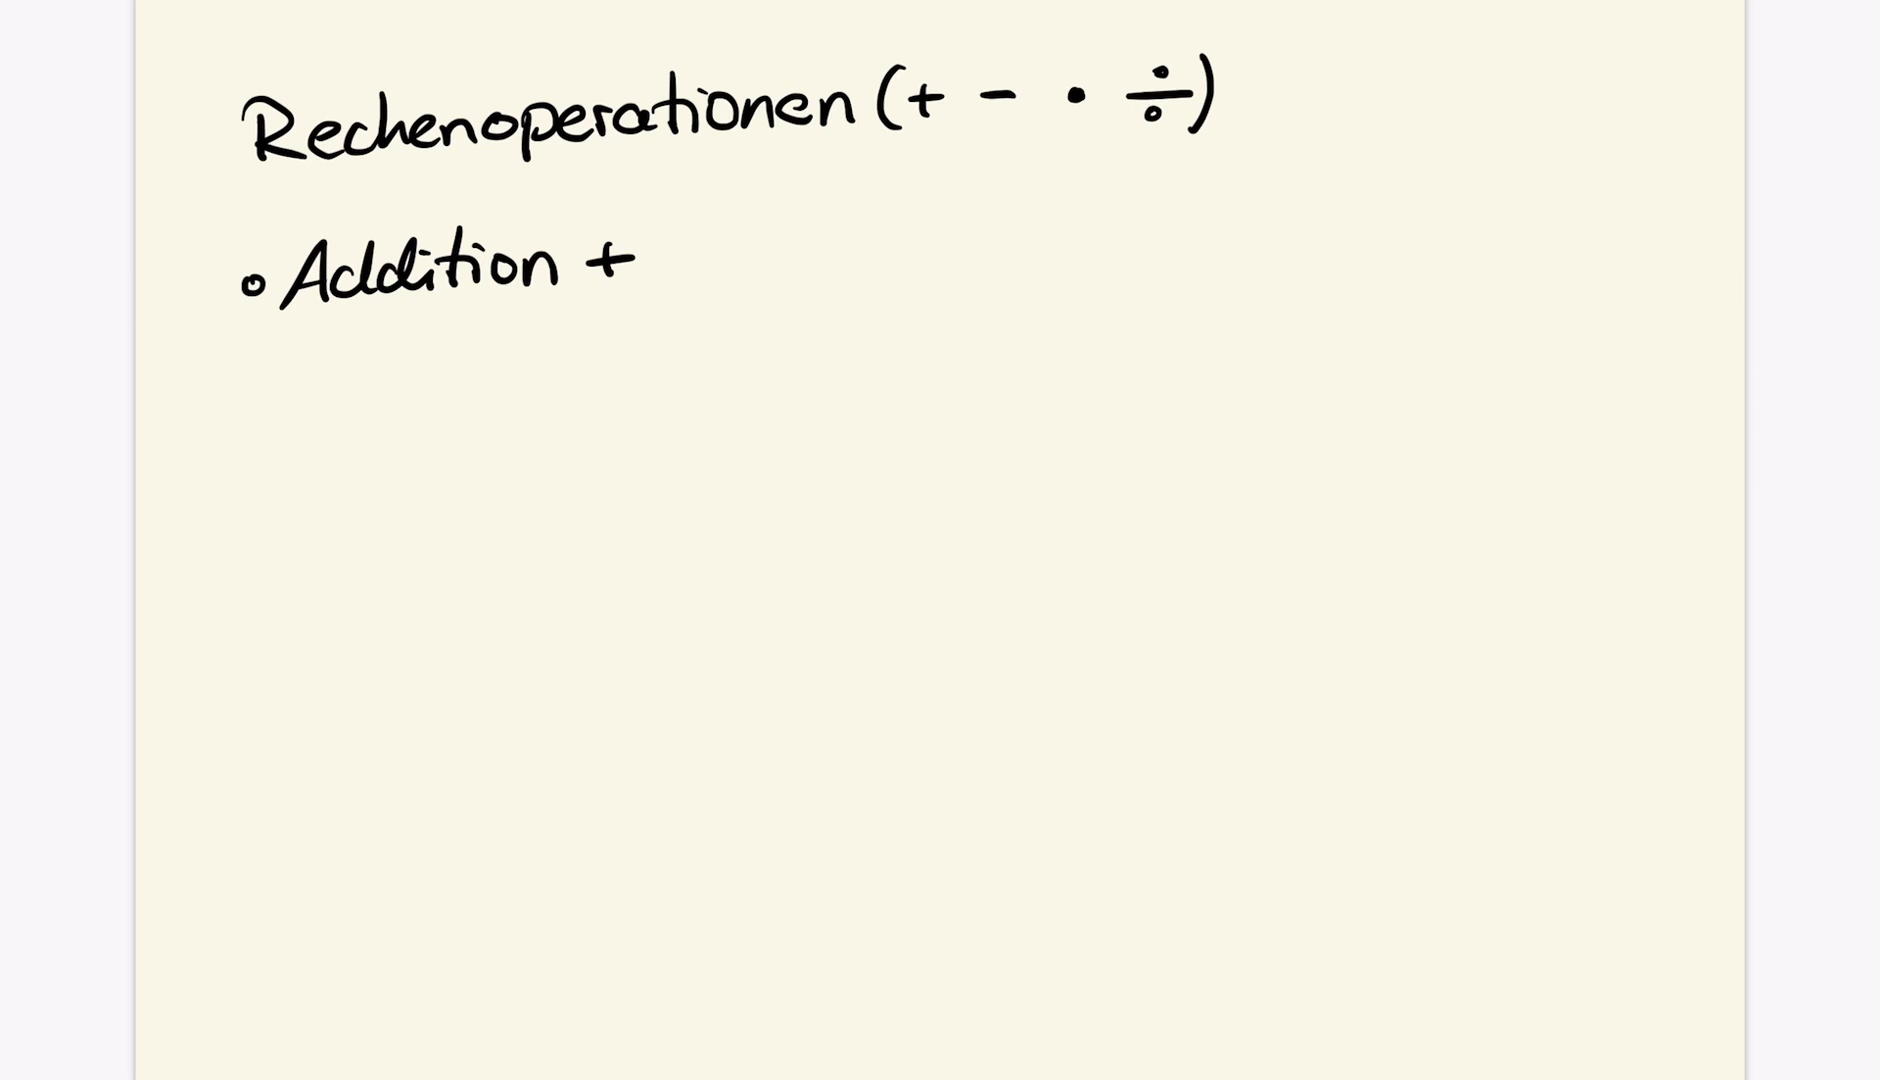 Rechenoperationen (+ - · ÷)
• Addition +